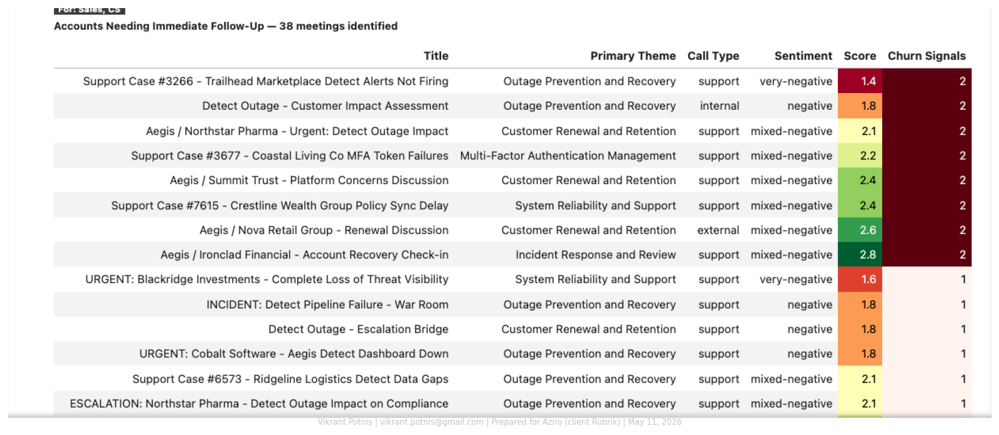 For: Sales, CS
Accounts Needing Immediate Follow-Up — 38 meetings identified
Title Primary Theme Call Type Sentiment Score Churn Signals
Support Case #3266 - Trailhead Marketplace Detect Alerts Not Firing Outage Prevention and Recovery support very-negative 1.4 2
Detect Outage - Customer Impact Assessment Outage Prevention and Recovery internal negative 1.8 2
Aegis / Northstar Pharma - Urgent: Detect Outage Impact Customer Renewal and Retention support mixed-negative 2.1 2
Support Case #3677 - Coastal Living Co MFA Token Failures Multi-Factor Authentication Management support mixed-negative 2.2 2
Aegis / Summit Trust - Platform Concerns Discussion Customer Renewal and Retention support mixed-negative 2.4 2
Support Case #7615 - Crestline Wealth Group Policy Sync Delay System Reliability and Support support mixed-negative 2.4 2
Aegis / Nova Retail Group - Renewal Discussion Customer Renewal and Retention external mixed-negative 2.6 2
Aegis / Ironclad Financial - Account Recovery Check-in Incident Response and Review support mixed-negative 2.8 2
URGENT: Blackridge Investments - Complete Loss of Threat Visibility System Reliability and Support support very-negative 1.6 1
INCIDENT: Detect Pipeline Failure - War Room Outage Prevention and Recovery support negative 1.8 1
Detect Outage - Escalation Bridge Customer Renewal and Retention support negative 1.8 1
URGENT: Cobalt Software - Aegis Detect Dashboard Down Outage Prevention and Recovery support negative 1.8 1
Support Case #6573 - Ridgeline Logistics Detect Data Gaps Outage Prevention and Recovery support mixed-negative 2.1 1
ESCALATION: Northstar Pharma - Detect Outage Impact on Compliance Outage Prevention and Recovery support mixed-negative 2.1 1
Vikrant Potnis | vikrant.potnis@gmail.com | Prepared for Aziro (client Rubrik) | May 11, 2026